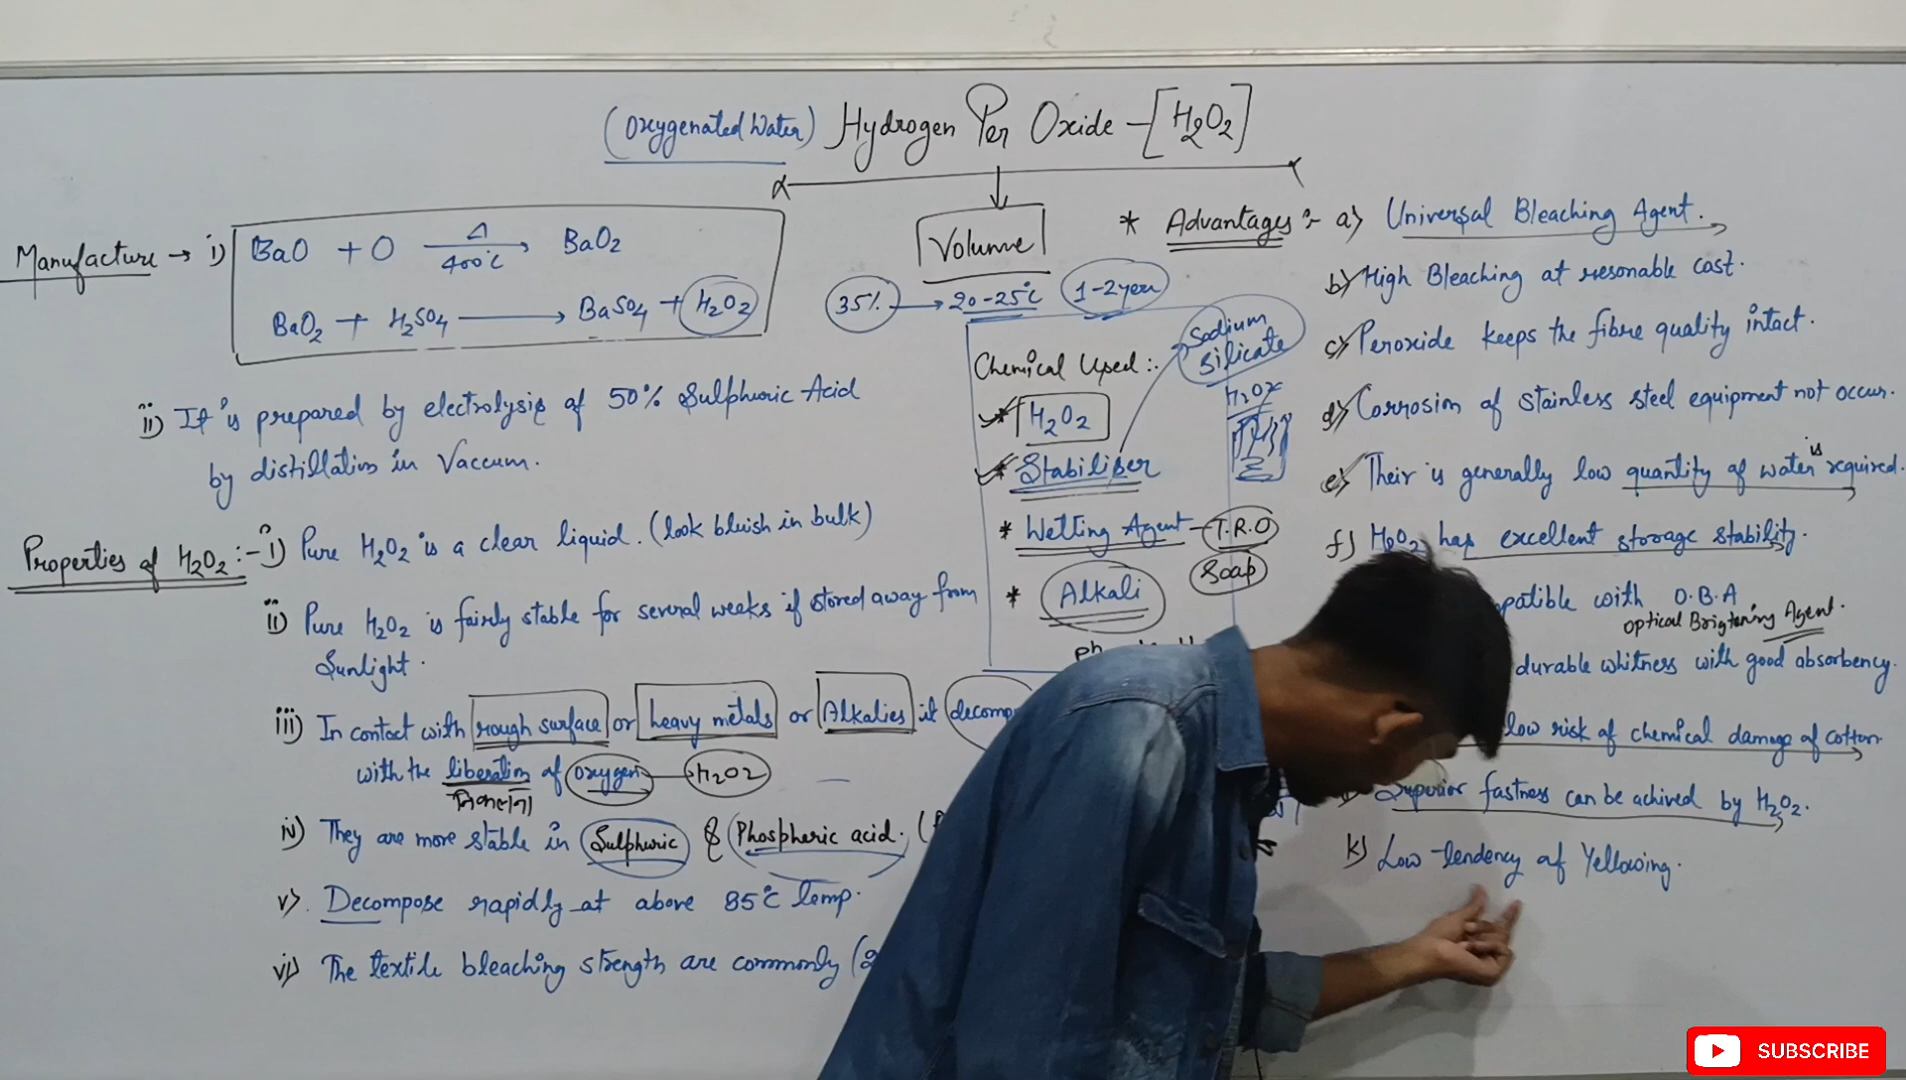 (Oxygenated Water) Hydrogen Per Oxide - [H2O2]
Manufacture → i) BaO + O Δ 400°C → BaO2
BaO2 + H2SO4 → BaSO4 + H2O2
ii) It's prepared by electrolysis of 50% Sulphuric Acid
by distillation in Vaccum.
Properties of H2O2 :- i) Pure H2O2 is a clear liquid. (look bluish in bulk)
ii) Pure H2O2 is fairly stable for several weeks if stored away from
Sunlight.
iii) In contact with rough surface or heavy metals or Alkalies it
with the liberation of oxygen → H2O2
iv) They are more stable in Sulphuric & Phospheric acid. (
v) Decompose rapidly at above 85°C temp.
vi) The textile bleaching strength are commonly (
Volume
35% → 20-25°C 1-2 year
Chemical Used :-
* H2O2
* Stabiliser
Sodium
Silicate
H2O2
* Wetting Agent - T.R.O
Soap
* Alkali
* Advantages :- a) Universal Bleaching Agent.
b) High Bleaching at resonable cost.
c) Peroxide keeps the fibre quality intact.
d) Corrosion of stainless steel equipment not occur.
e) Their is generally low quantity of water is required.
f) H2O2 has excellent storage stability.
with O.B.A
optical Brigtening Agent.
durable whitness with good absorbency.
low risk of chemical damage of cotton
Superior fastness can be achived by H2O2.
k) Low tendency of Yellowing.
SUBSCRIBE